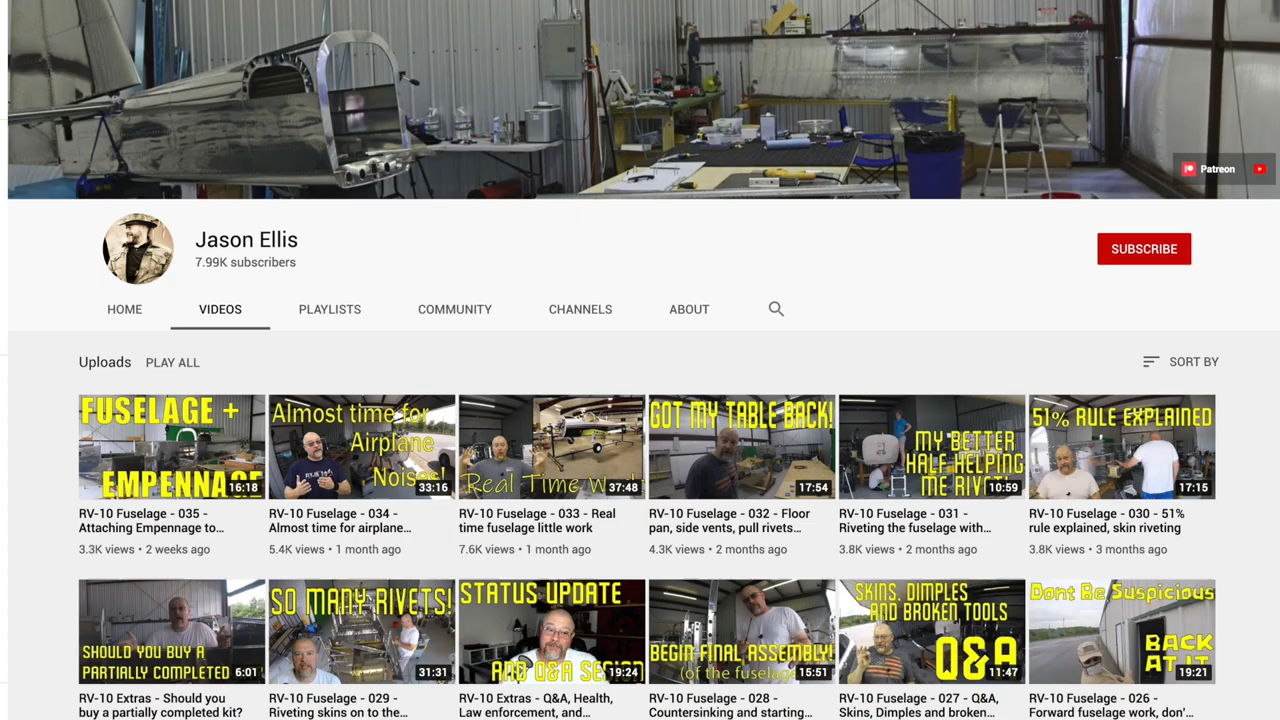 Patreon
Jason Ellis
7.99K subscribers
SUBSCRIBE
HOME
VIDEOS
PLAYLISTS
COMMUNITY
CHANNELS
ABOUT
Uploads
PLAY ALL
SORT BY
FUSELAGE +
EMPENNAGE
16:18
RV-10 Fuselage - 035 -
Attaching Empennage to...
3.3K views • 2 weeks ago
Almost time for
Airplane
Noises!
33:16
RV-10 Fuselage - 034 -
Almost time for airplane...
5.4K views • 1 month ago
Real Time
37:48
RV-10 Fuselage - 033 - Real
time fuselage little work
7.6K views • 1 month ago
GOT MY TABLE BACK!
17:54
RV-10 Fuselage - 032 - Floor
pan, side vents, pull rivets...
4.3K views • 2 months ago
MY BETTER
HALF HELPING
ME RIVET!
10:59
RV-10 Fuselage - 031 -
Riveting the fuselage with...
3.8K views • 2 months ago
51% RULE EXPLAINED
17:15
RV-10 Fuselage - 030 - 51%
rule explained, skin riveting
3.8K views • 3 months ago
SHOULD YOU BUY A
PARTIALLY COMPLETED
6:01
RV-10 Extras - Should you
buy a partially completed kit?
SO MANY RIVETS!
31:31
RV-10 Fuselage - 029 -
Riveting skins on to the...
STATUS UPDATE
AND Q&A
19:24
RV-10 Extras - Q&A, Health,
Law enforcement, and...
BEGIN FINAL ASSEMBLY!
(of the fuselage
15:51
RV-10 Fuselage - 028 -
Countersinking and starting...
SKINS, DIMPLES
AND BROKEN TOOLS
Q&A
11:47
RV-10 Fuselage - 027 - Q&A,
Skins, Dimples and broken...
Dont Be Suspicious
BACK
AT IT
19:21
RV-10 Fuselage - 026 -
Forward fuselage work, don'...